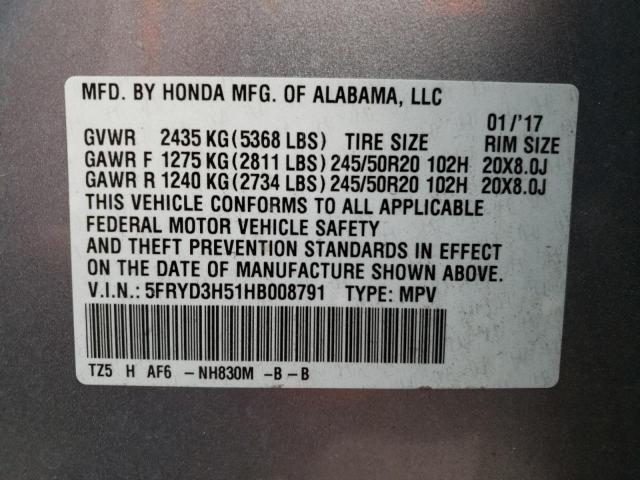 MFD. BY HONDA MFG. OF ALABAMA, LLC
01/'17
GVWR 2435 KG(5368 LBS) TIRE SIZE RIM SIZE
GAWR F 1275 KG(2811 LBS) 245/50R20 102H 20X8.0J
GAWR R 1240 KG(2734 LBS) 245/50R20 102H 20X8.0J
THIS VEHICLE CONFORMS TO ALL APPLICABLE
FEDERAL MOTOR VEHICLE SAFETY
AND THEFT PREVENTION STANDARDS IN EFFECT
ON THE DATE OF MANUFACTURE SHOWN ABOVE.
V.I.N.: 5FRYD3H51HB008791 TYPE: MPV
TZ5 H AF6 -NH830M -B-B